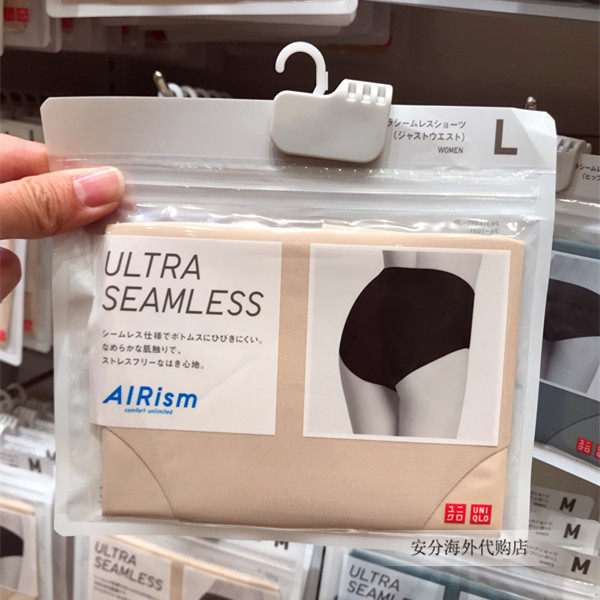 ラシームレスショーツ
(ジャストウエスト)
WOMEN
L
ULTRA
SEAMLESS
シームレス仕様でボトムスにひびきにくい。
なめらかな肌触りで、
ストレスフリーなはき心地。
AIRism
comfort unlimited
ユニ
クロ
UNI
QLO
安分海外代购店
M
M
M
M
M
M
ULTRA
SEAMLESS
AIRism
ULTRA
SEAMLESS